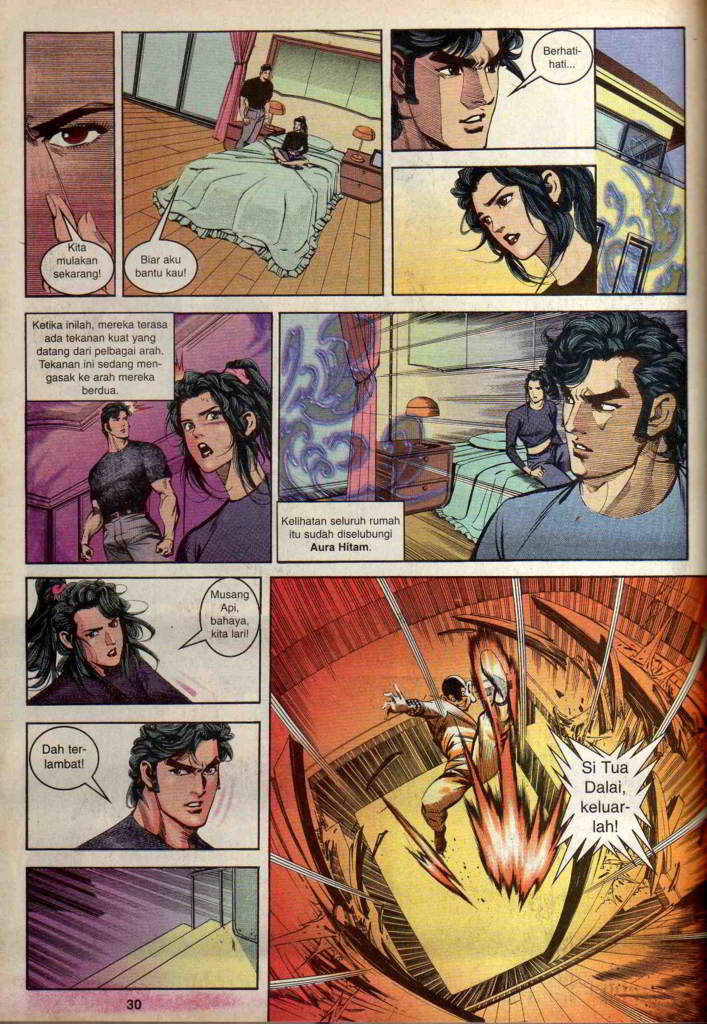 Kita
mulakan
sekarang!
Biar aku
bantu kau!
Berhati-
hati...
Ketika inilah, mereka terasa
ada tekanan kuat yang
datang dari pelbagai arah.
Tekanan ini sedang men-
gasak ke arah mereka
berdua.
Kelihatan seluruh rumah
itu sudah diselubungi
Aura Hitam.
Musang
Api,
bahaya,
kita lari!
Dah ter-
lambat!
Si Tua
Dalai,
keluar-
lah!
30